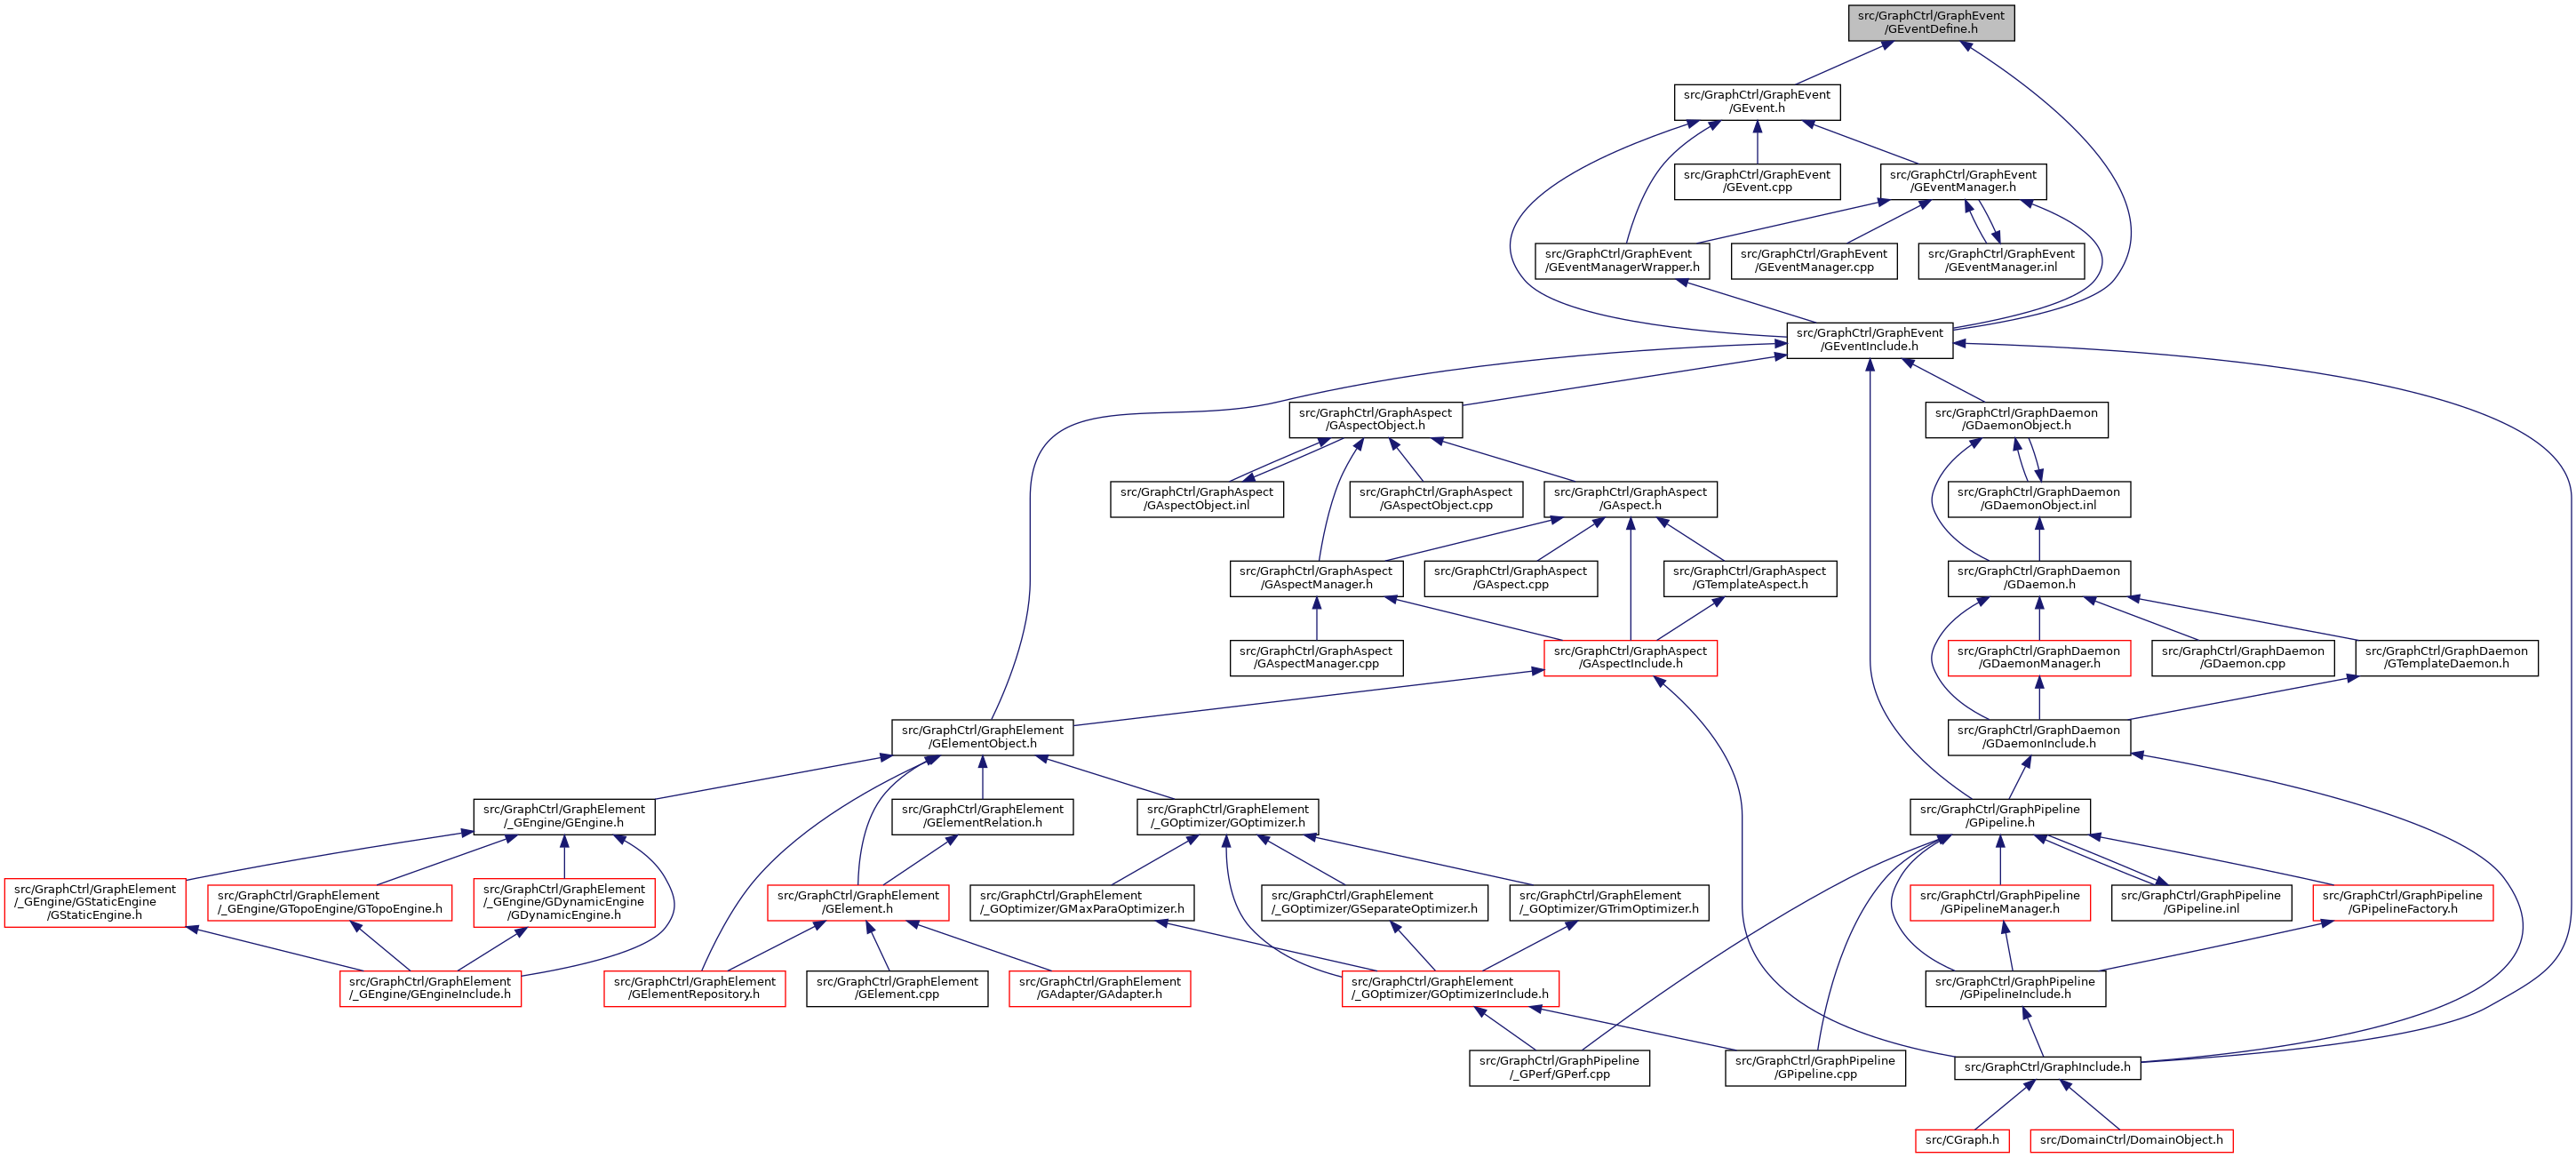 src/GraphCtrl/GraphEvent
/GEventDefine.h
src/GraphCtrl/GraphEvent
/GEvent.h
src/GraphCtrl/GraphEvent
/GEvent.cpp
src/GraphCtrl/GraphEvent
/GEventManager.h
src/GraphCtrl/GraphEvent
/GEventManagerWrapper.h
src/GraphCtrl/GraphEvent
/GEventManager.cpp
src/GraphCtrl/GraphEvent
/GEventManager.inl
src/GraphCtrl/GraphEvent
/GEventInclude.h
src/GraphCtrl/GraphAspect
/GAspectObject.h
src/GraphCtrl/GraphDaemon
/GDaemonObject.h
src/GraphCtrl/GraphAspect
/GAspectObject.inl
src/GraphCtrl/GraphAspect
/GAspectObject.cpp
src/GraphCtrl/GraphAspect
/GAspect.h
src/GraphCtrl/GraphDaemon
/GDaemonObject.inl
src/GraphCtrl/GraphAspect
/GAspectManager.h
src/GraphCtrl/GraphAspect
/GAspect.cpp
src/GraphCtrl/GraphAspect
/GTemplateAspect.h
src/GraphCtrl/GraphDaemon
/GDaemon.h
src/GraphCtrl/GraphAspect
/GAspectManager.cpp
src/GraphCtrl/GraphAspect
/GAspectInclude.h
src/GraphCtrl/GraphDaemon
/GDaemonManager.h
src/GraphCtrl/GraphDaemon
/GDaemon.cpp
src/GraphCtrl/GraphDaemon
/GTemplateDaemon.h
src/GraphCtrl/GraphElement
/GElementObject.h
src/GraphCtrl/GraphDaemon
/GDaemonInclude.h
src/GraphCtrl/GraphElement
/_GEngine/GEngine.h
src/GraphCtrl/GraphElement
/GElementRelation.h
src/GraphCtrl/GraphElement
/_GOptimizer/GOptimizer.h
src/GraphCtrl/GraphPipeline
/GPipeline.h
src/GraphCtrl/GraphElement
/_GEngine/GStaticEngine
/GStaticEngine.h
src/GraphCtrl/GraphElement
/_GEngine/GTopoEngine/GTopoEngine.h
src/GraphCtrl/GraphElement
/_GEngine/GDynamicEngine
/GDynamicEngine.h
src/GraphCtrl/GraphElement
/GElement.h
src/GraphCtrl/GraphElement
/_GOptimizer/GMaxParaOptimizer.h
src/GraphCtrl/GraphElement
/_GOptimizer/GSeparateOptimizer.h
src/GraphCtrl/GraphElement
/_GOptimizer/GTrimOptimizer.h
src/GraphCtrl/GraphPipeline
/GPipelineManager.h
src/GraphCtrl/GraphPipeline
/GPipeline.inl
src/GraphCtrl/GraphPipeline
/GPipelineFactory.h
src/GraphCtrl/GraphElement
/_GEngine/GEngineInclude.h
src/GraphCtrl/GraphElement
/GElementRepository.h
src/GraphCtrl/GraphElement
/GElement.cpp
src/GraphCtrl/GraphElement
/GAdapter/GAdapter.h
src/GraphCtrl/GraphElement
/_GOptimizer/GOptimizerInclude.h
src/GraphCtrl/GraphPipeline
/GPipelineInclude.h
src/GraphCtrl/GraphPipeline
/_GPerf/GPerf.cpp
src/GraphCtrl/GraphPipeline
/GPipeline.cpp
src/GraphCtrl/GraphInclude.h
src/CGraph.h
src/DomainCtrl/DomainObject.h